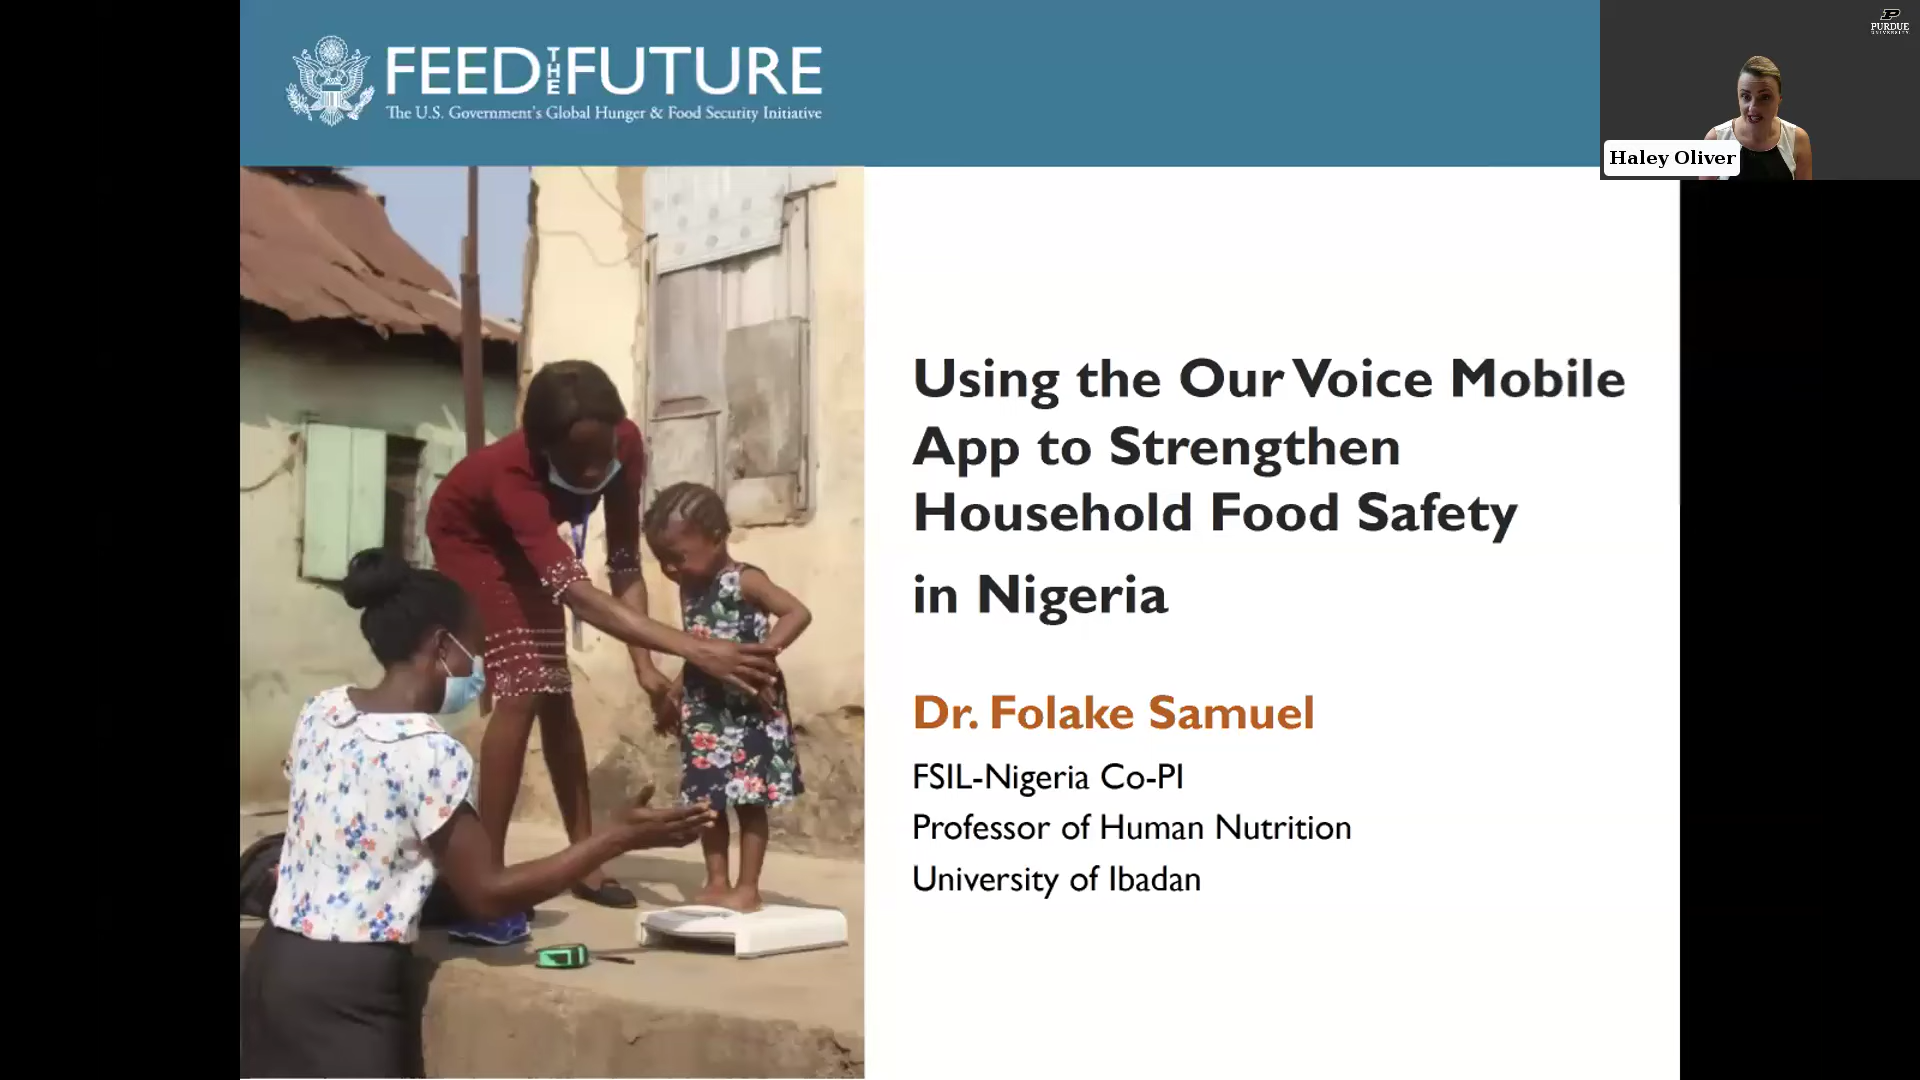 FEED THE FUTURE
The U.S. Government's Global Hunger & Food Security Initiative
PURDUE
UNIVERSITY
Haley Oliver
Using the Our Voice Mobile
App to Strengthen
Household Food Safety
in Nigeria
Dr. Folake Samuel
FSIL-Nigeria Co-PI
Professor of Human Nutrition
University of Ibadan